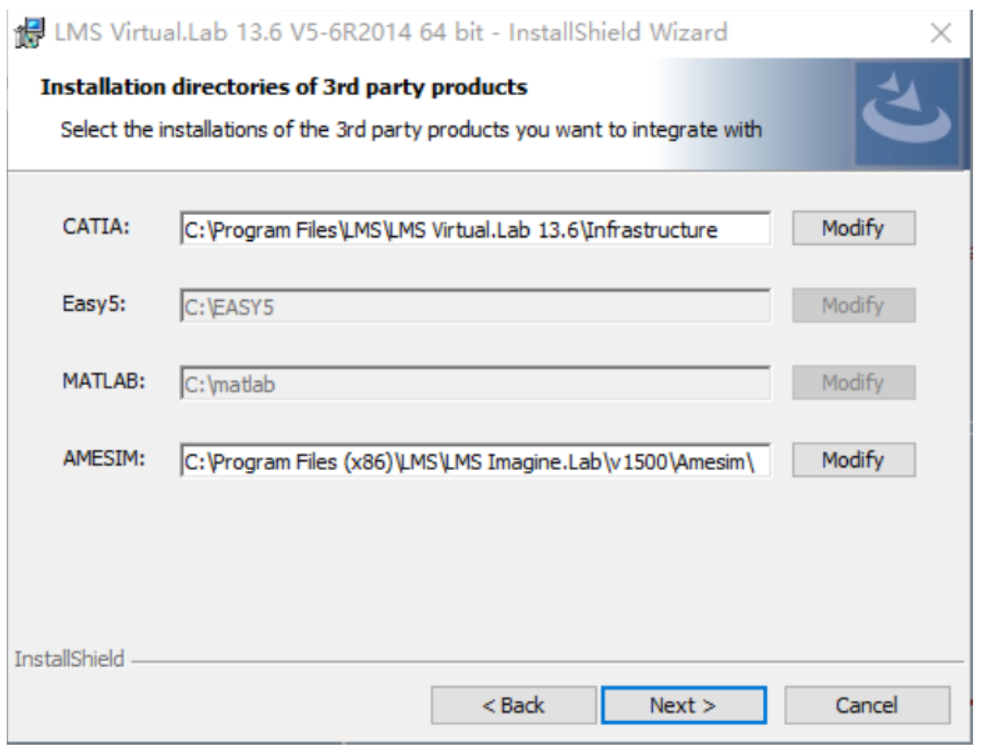 LMS Virtual.Lab 13.6 V5-6R2014 64 bit - InstallShield Wizard
Installation directories of 3rd party products
Select the installations of the 3rd party products you want to integrate with
CATIA: C:\Program Files\LMS\LMS Virtual.Lab 13.6\Infrastructure Modify
Easy5: C:\EASY5 Modify
MATLAB: C:\matlab Modify
AMESIM: C:\Program Files (x86)\LMS\LMS Imagine.Lab\v1500\Amesim\ Modify
InstallShield
< Back Next > Cancel